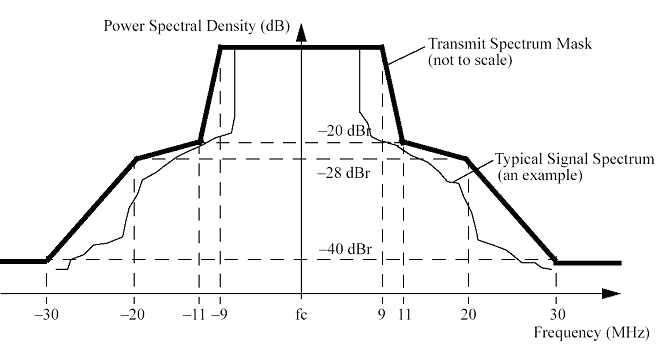 Power Spectral Density (dB)
Transmit Spectrum Mask
(not to scale)
–20 dBr
Typical Signal Spectrum
(an example)
–28 dBr
–40 dBr
–30 –20 –11 –9 fc 9 11 20 30
Frequency (MHz)